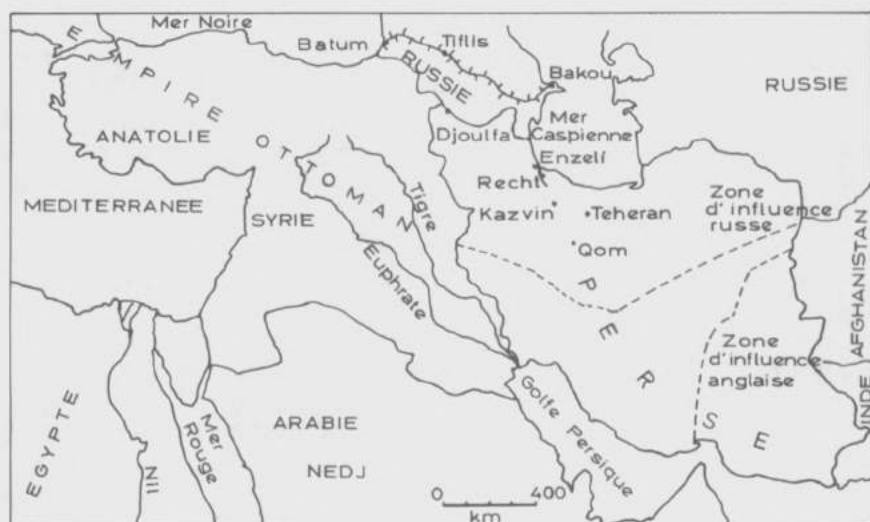 Mer Noire
Batum
Tiflis
RUSSIE
Bakou
RUSSIE
EMPIRE OTTOMAN
ANATOLIE
Djoulfa
Mer
Caspienne
Enzeli
Recht
MEDITERRANEE
SYRIE
Tigre
Kazvin
Teheran
Qom
Zone
d'influence
russe
Euphrate
AFGHANISTAN
PERSE
Zone
d'influence
anglaise
INDE
EGYPTE
Nil
Mer
Rouge
ARABIE
NEDJ
Golfe Persique
0 400
km